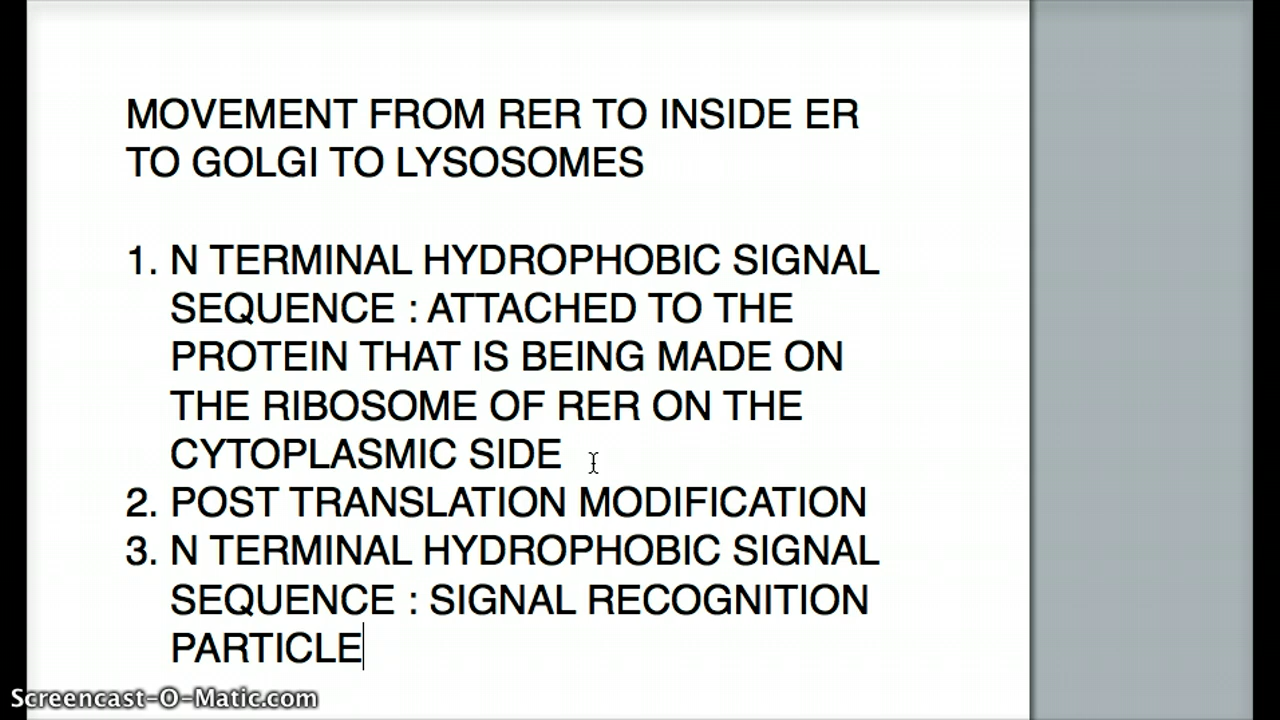 MOVEMENT FROM RER TO INSIDE ER
TO GOLGI TO LYSOSOMES
1. N TERMINAL HYDROPHOBIC SIGNAL
SEQUENCE : ATTACHED TO THE
PROTEIN THAT IS BEING MADE ON
THE RIBOSOME OF RER ON THE
CYTOPLASMIC SIDE
2. POST TRANSLATION MODIFICATION
3. N TERMINAL HYDROPHOBIC SIGNAL
SEQUENCE : SIGNAL RECOGNITION
PARTICLE
Screencast-O-Matic.com